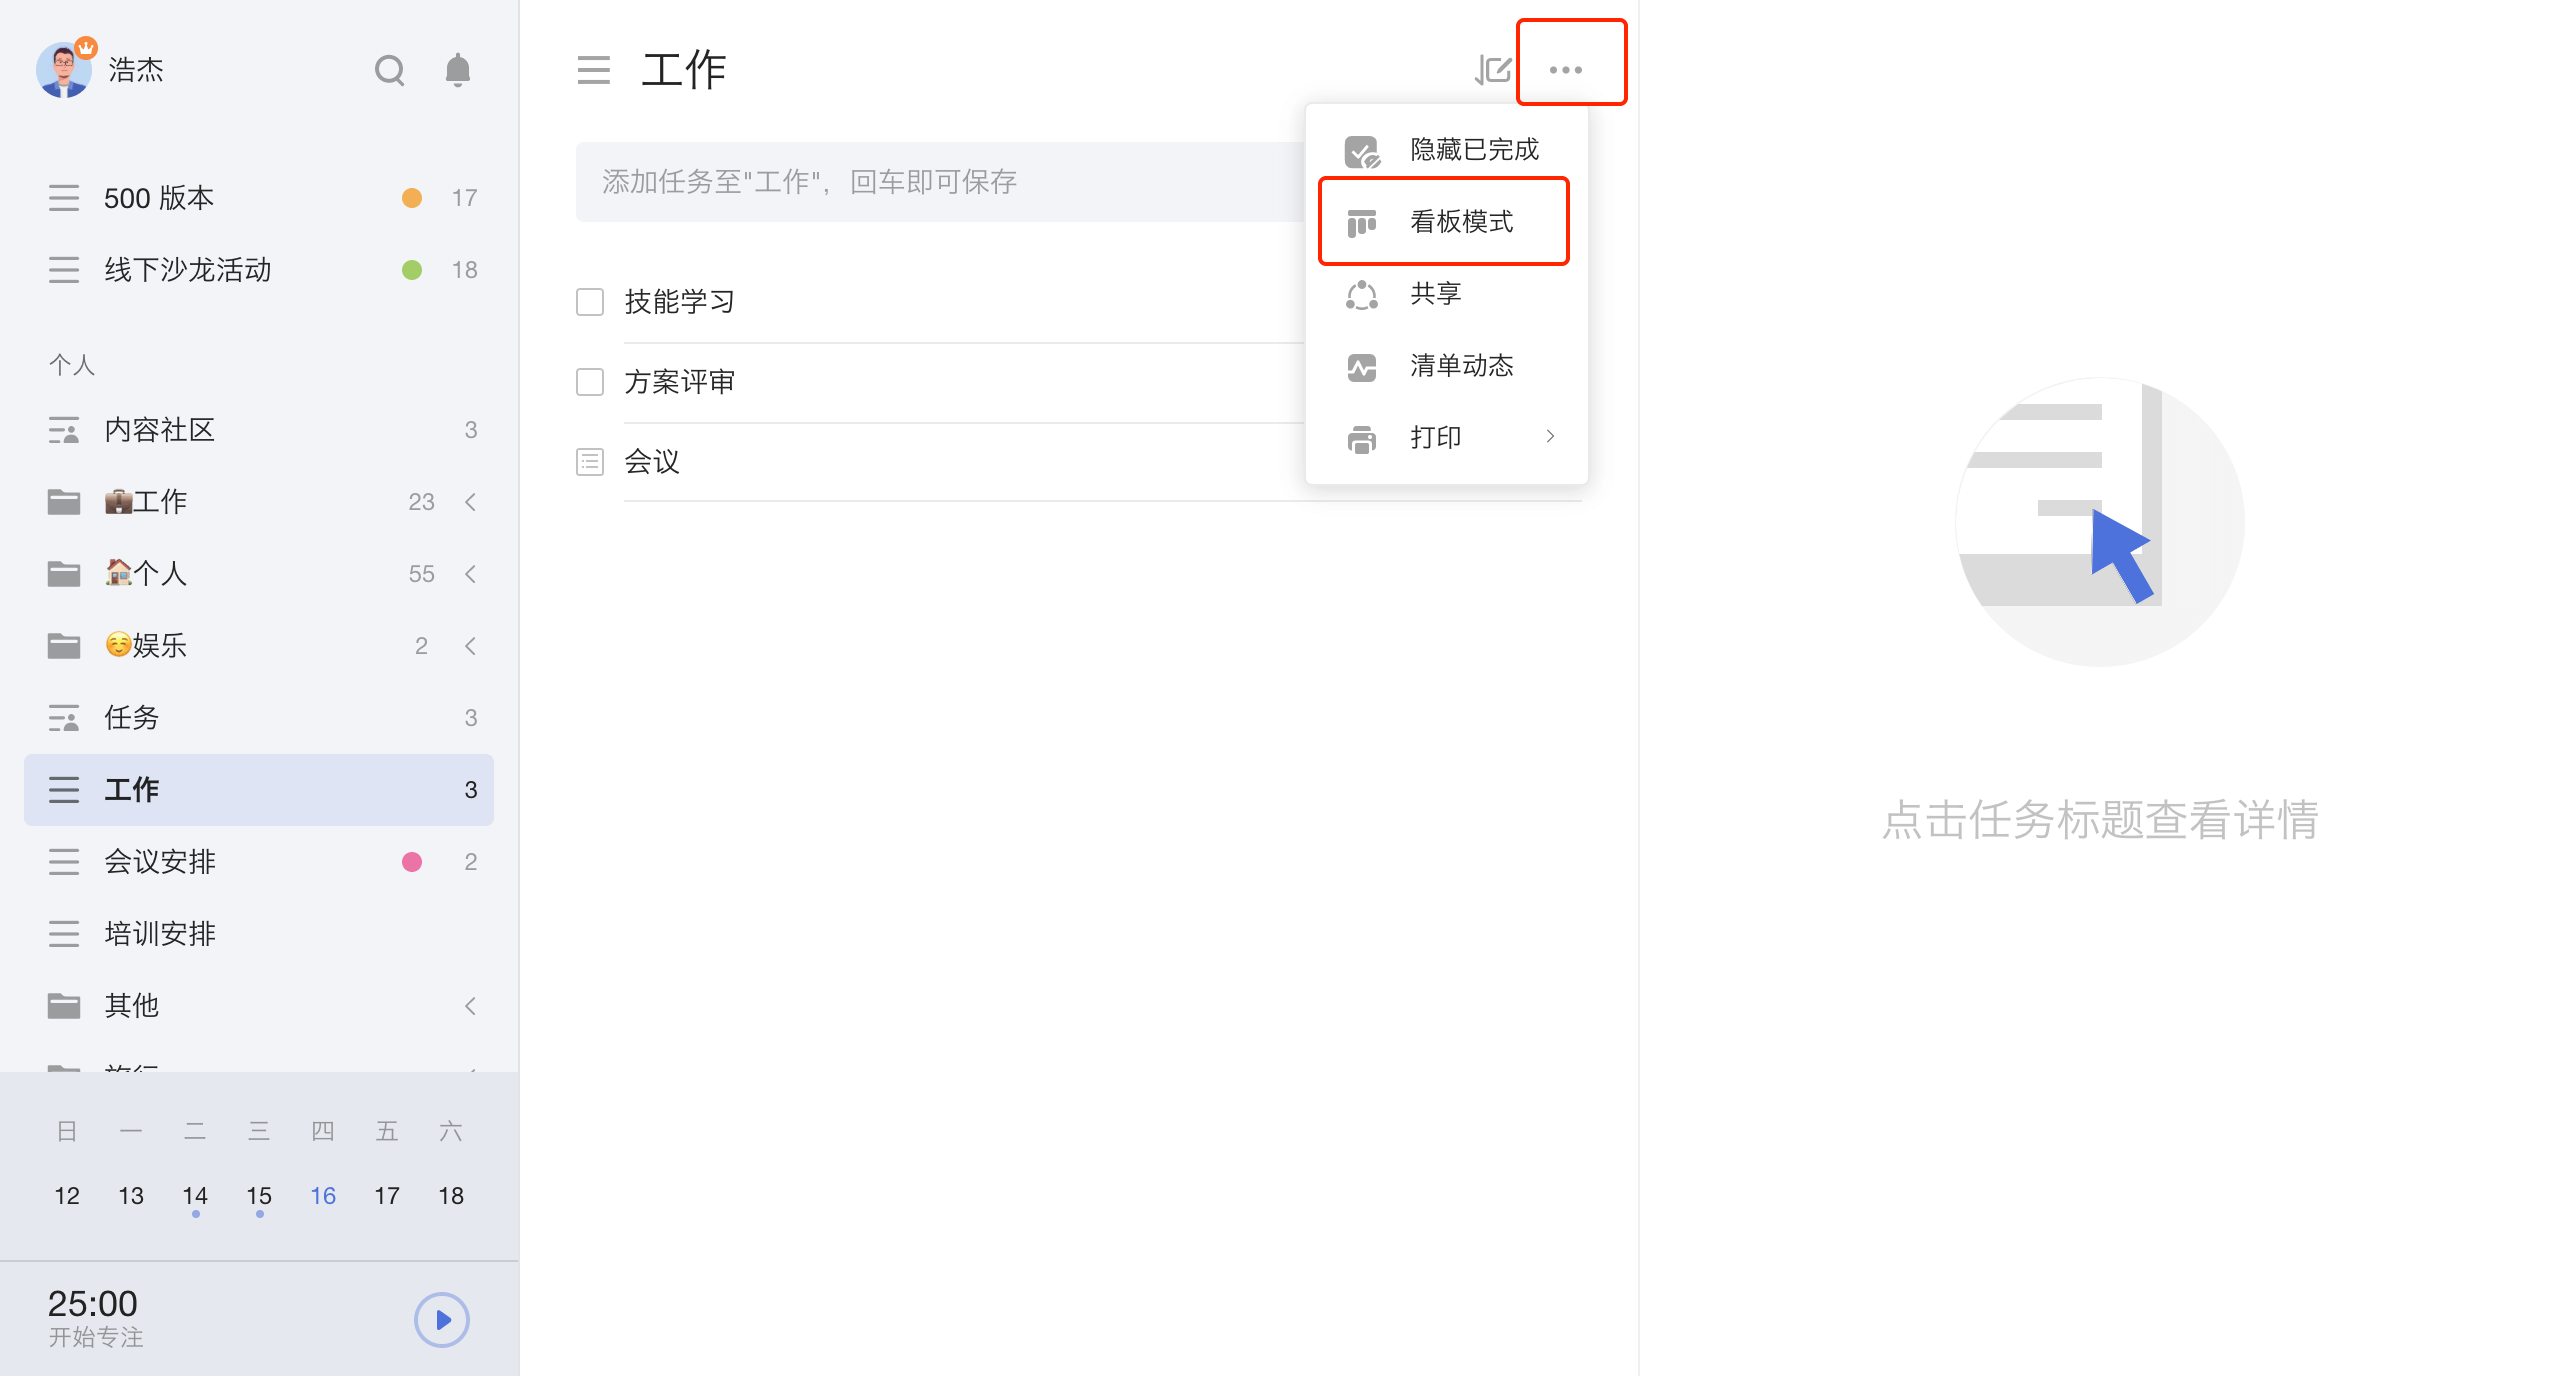 浩杰
500 版本 17
线下沙龙活动 18
个人
内容社区 3
工作 23
个人 55
娱乐 2
任务 3
工作 3
会议安排 2
培训安排
其他
旅行
日 一 二 三 四 五 六
12 13 14 15 16 17 18
25:00
开始专注
工作
添加任务至"工作"，回车即可保存
技能学习
方案评审
会议
隐藏已完成
看板模式
共享
清单动态
打印
点击任务标题查看详情